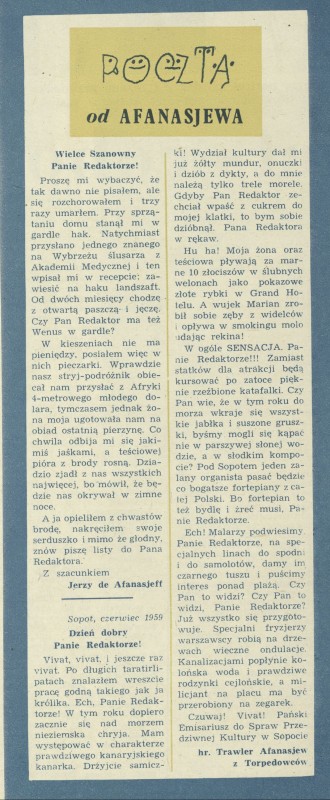 POCZTA
od AFANASJEWA
Wielce Szanowny
Panie Redaktorze!
Proszę mi wybaczyć, że
tak dawno nie pisałem, ale
się rozchorowałem i trzy
razy umarłem. Przy sprzą-
taniu domu stanął mi w
gardle hak. Natychmiast
przysłano jednego znanego
na Wybrzeżu ślusarza z
Akademii Medycznej i ten
wpisał mi w recepcie: za-
wiesić na haku landszaft.
Od dwóch miesięcy chodzę
z otwartą paszczą i jęczę.
Czy Pan Redaktor ma też
Wenus w gardle?
W kieszeniach nie ma
pieniędzy, posiałem więc w
nich pieczarki. Wprawdzie
nasz stryj-podróżnik obie-
cał nam przysłać z Afryki
4-metrowego młodego do-
lara, tymczasem jednak żo-
na moja ugotowała nam na
obiad ostatnią pierzynę. Co
chwila odbija mi się jaki-
miś jaśkami, a teściowej
pióra z brody rosną. Dzia-
dzio zjadł z nas wszystkich
najwięcej, bo mówił, że bę-
dzie nas okrywał w zimne
noce.
A ja opieliłem z chwastów
brodę, nakręciłem swoje
serduszko i mimo że głodny,
znów piszę listy do Pana
Redaktora.
Z szacunkiem
Jerzy de Afanasjeff
Sopot, czerwiec 1959
Dzień dobry
Panie Redaktorze!
Vivat, vivat, i jeszcze raz
vivat. Po długich taratirli-
patach znalazłem wreszcie
pracę godną takiego jak ja
królika. Ech, Panie Redak-
torze! W tym roku dopiero
zacznie się nad morzem
nieziemska chryja. Mam
występować w charakterze
prawdziwego kanaryjskiego
kanarka. Drżyjcie samicz-
ki! Wydział kultury dał mi
już żółty mundur, onuczki
i dziób z dykty, a do mnie
należą tylko trele morele.
Gdyby Pan Redaktor ze-
chciał wpaść z cukrem do
mojej klatki, to bym sobie
dzióbnął. Pana Redaktora
w rękaw.
Hu ha! Moja żona oraz
teściowa pływają za mar-
ne 10 złociszów w ślubnych
welonach jako pokazowe
złote rybki w Grand Ho-
telu. A wujek Marian zro-
bił sobie zęby z widelców
i opływa w smokingu molo
udając rekina!
W ogóle SENSACJA, Pa-
nie Redaktorze!!! Zamiast
statków dla atrakcji będą
kursować po zatoce pięk-
nie rzeźbione katafalki. Czy
Pan wie, że w tym roku do
morza wkraje się wszyst-
kie jabłka i suszone grusz-
ki, byśmy mogli się kąpać
nie w parszywej słonej wo-
dzie, a w słodkim kompo-
cie? Pod Sopotem jeden za-
lany organista pasać będzie
co bogatsze fortepiany z ca-
łej Polski. Bo fortepian to
też bydlę i żreć musi, Pa-
nie Redaktorze.
Ech! Malarzy podwiesimy,
Panie Redaktorze, na spe-
cjalnych linach do spodni
i do samolotów, damy im
czarnego tuszu i puścimy
interes ponad plażą. Czy
Pan to widzi? Czy Pan to
widzi, Panie Redaktorze?
Już wszystko się przygoto-
wuje. Specjalni fryzjerzy
warszawscy robią na drze-
wach wieczne ondulacje.
Kanalizacjami popłynie ko-
lońska woda i prawdziwe
rodzynki cejlońskie, a mi-
licjant na placu ma być
przerobiony na zegarek.
Czuwaj! Vivat! Pański
Emisariusz do Spraw Prze-
dziwnej Kultury w Sopocie
hr. Trawler Afanasjew
z Torpedowców